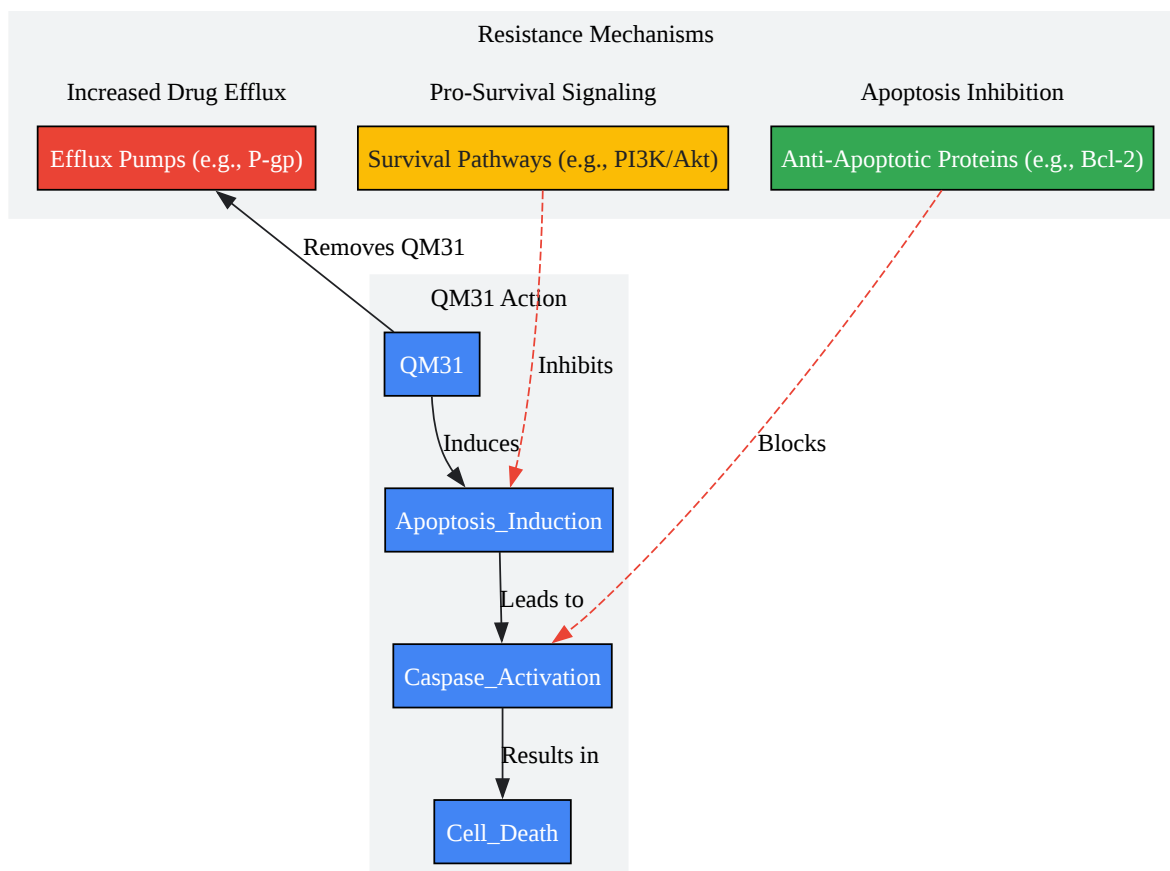 Resistance Mechanisms
Increased Drug Efflux
Pro-Survival Signaling
Apoptosis Inhibition
Efflux Pumps (e.g., P-gp)
Survival Pathways (e.g., PI3K/Akt)
Anti-Apoptotic Proteins (e.g., Bcl-2)
Removes QM31
QM31 Action
QM31
Inhibits
Induces
Blocks
Apoptosis_Induction
Leads to
Caspase_Activation
Results in
Cell_Death